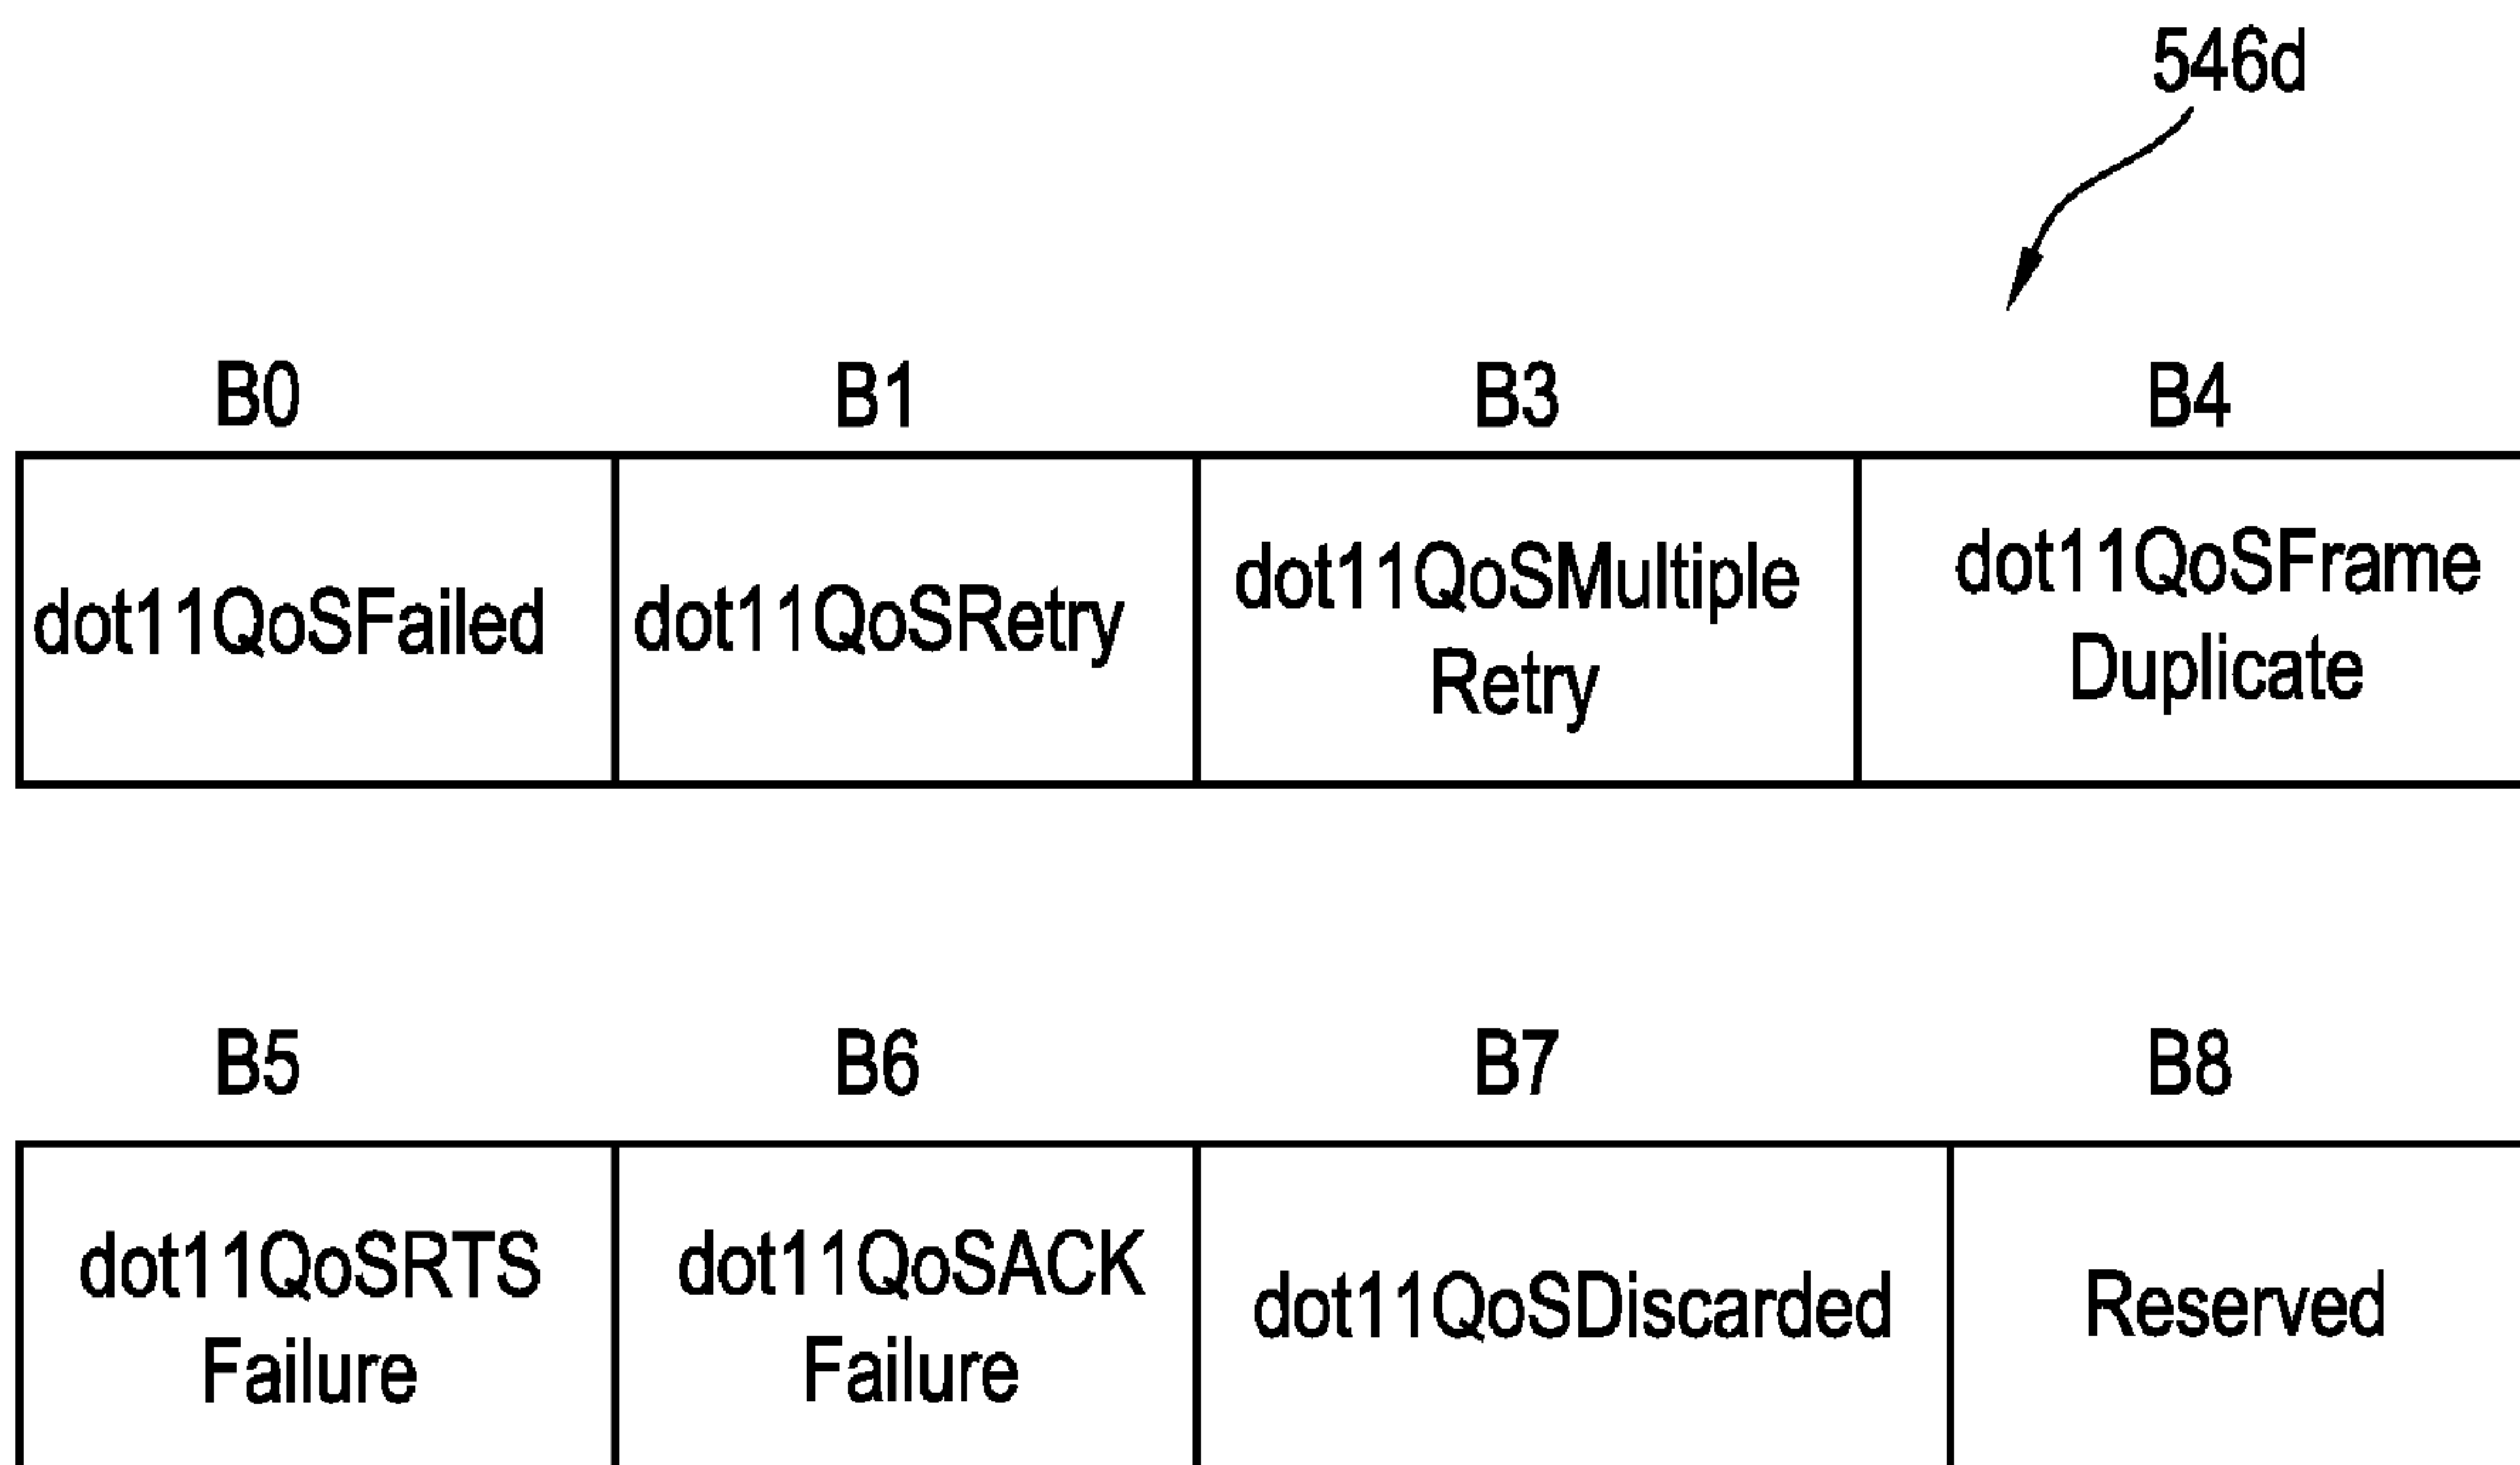 546d
B0 B1 B3 B4
dot11QoSFailed dot11QoSRetry dot11QoSMultiple Retry dot11QoSFrame Duplicate
B5 B6 B7 B8
dot11QoSRTS Failure dot11QoSACK Failure dot11QoSDiscarded Reserved